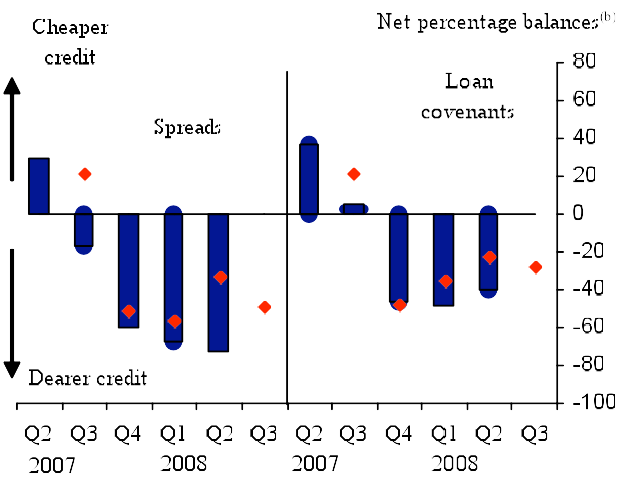 Cheaper
credit
Net percentage balances(b)
Spreads
Loan
covenants
80
60
40
20
0
-20
-40
-60
-80
-100
Dearer credit
Q2 Q3 Q4 Q1 Q2 Q3 Q2 Q3 Q4 Q1 Q2 Q3
2007 2008 2007 2008